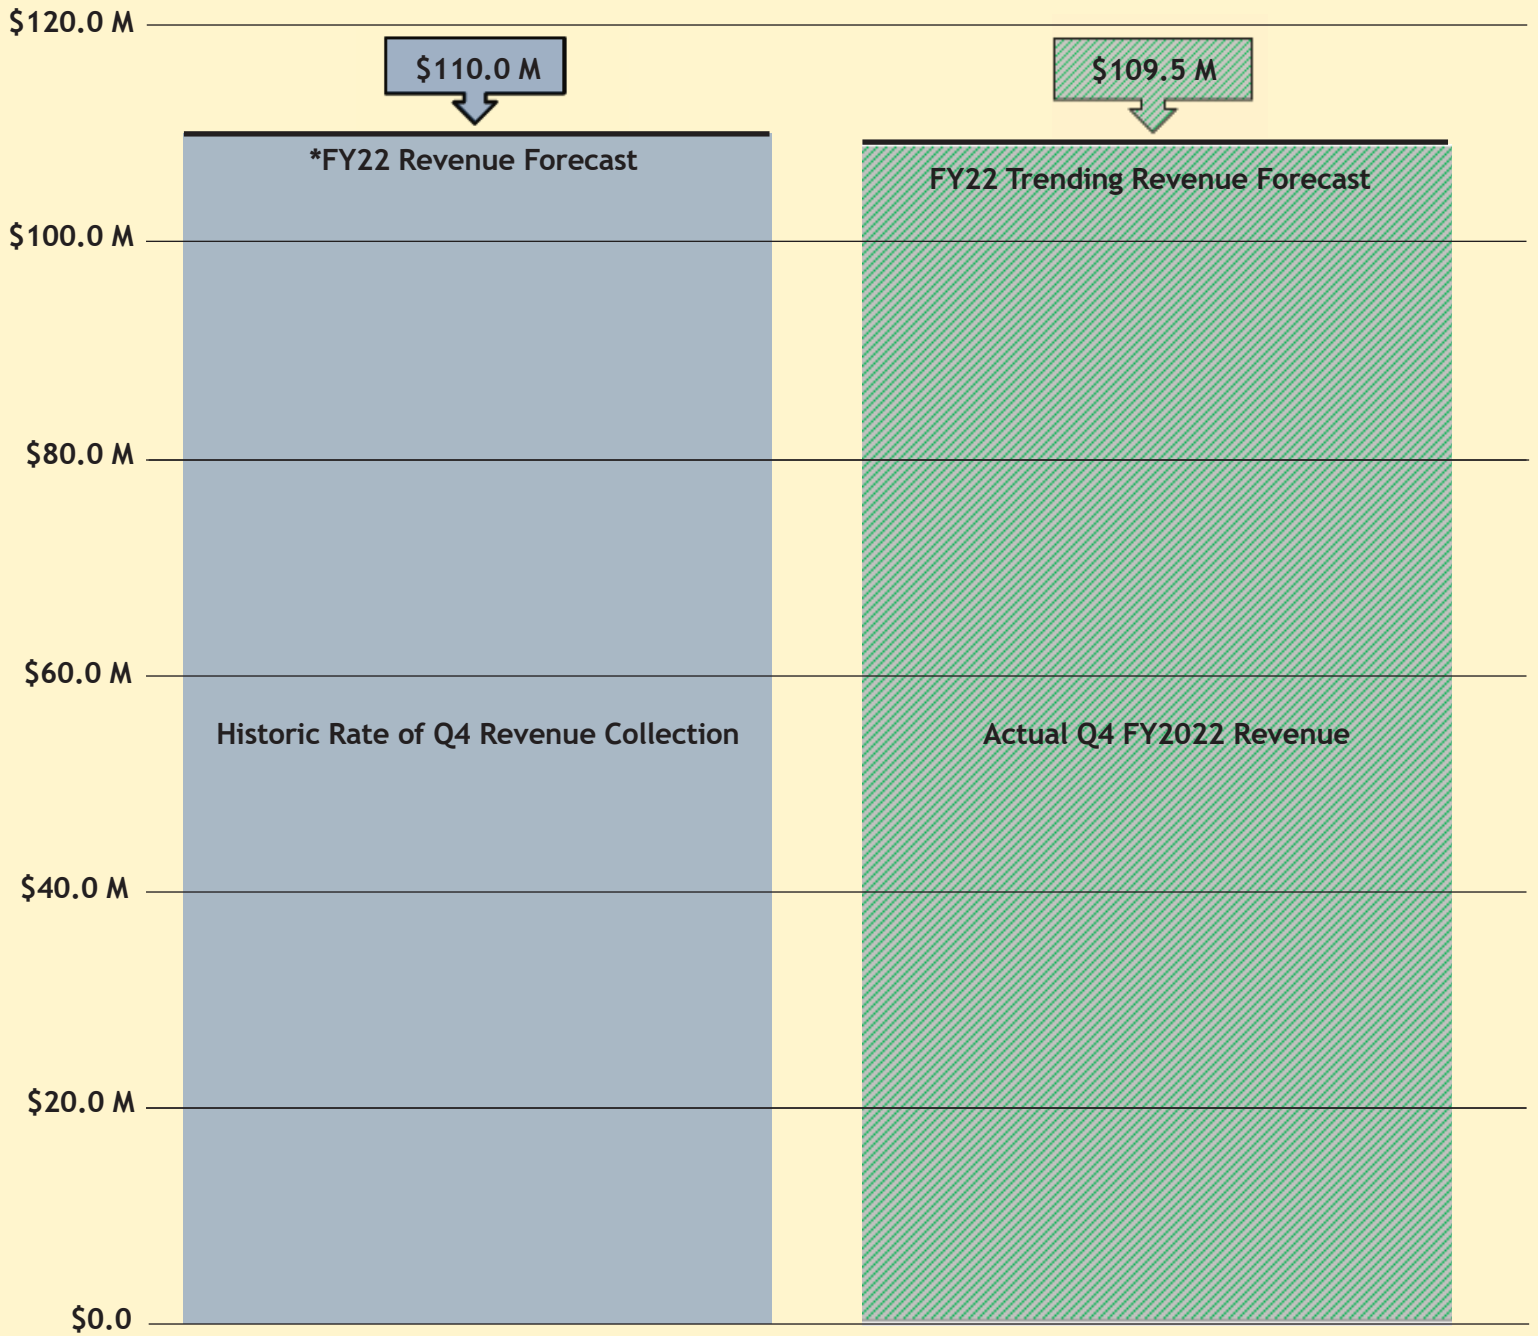 $120.0 M
$110.0 M
$109.5 M
*FY22 Revenue Forecast
FY22 Trending Revenue Forecast
$100.0 M
$80.0 M
$60.0 M
Historic Rate of Q4 Revenue Collection
Actual Q4 FY2022 Revenue
$40.0 M
$20.0 M
$0.0